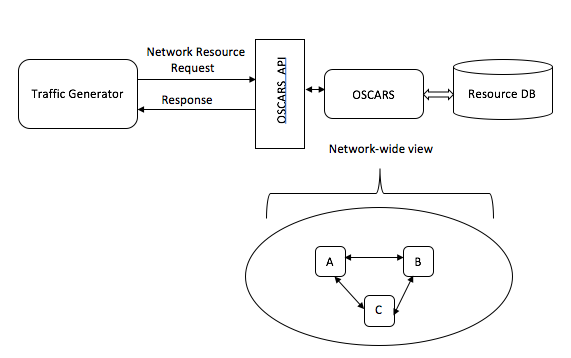 Network Resource
Request
Traffic Generator
Response
OSCARS_API
OSCARS
Resource DB
Network-wide view
A
B
C